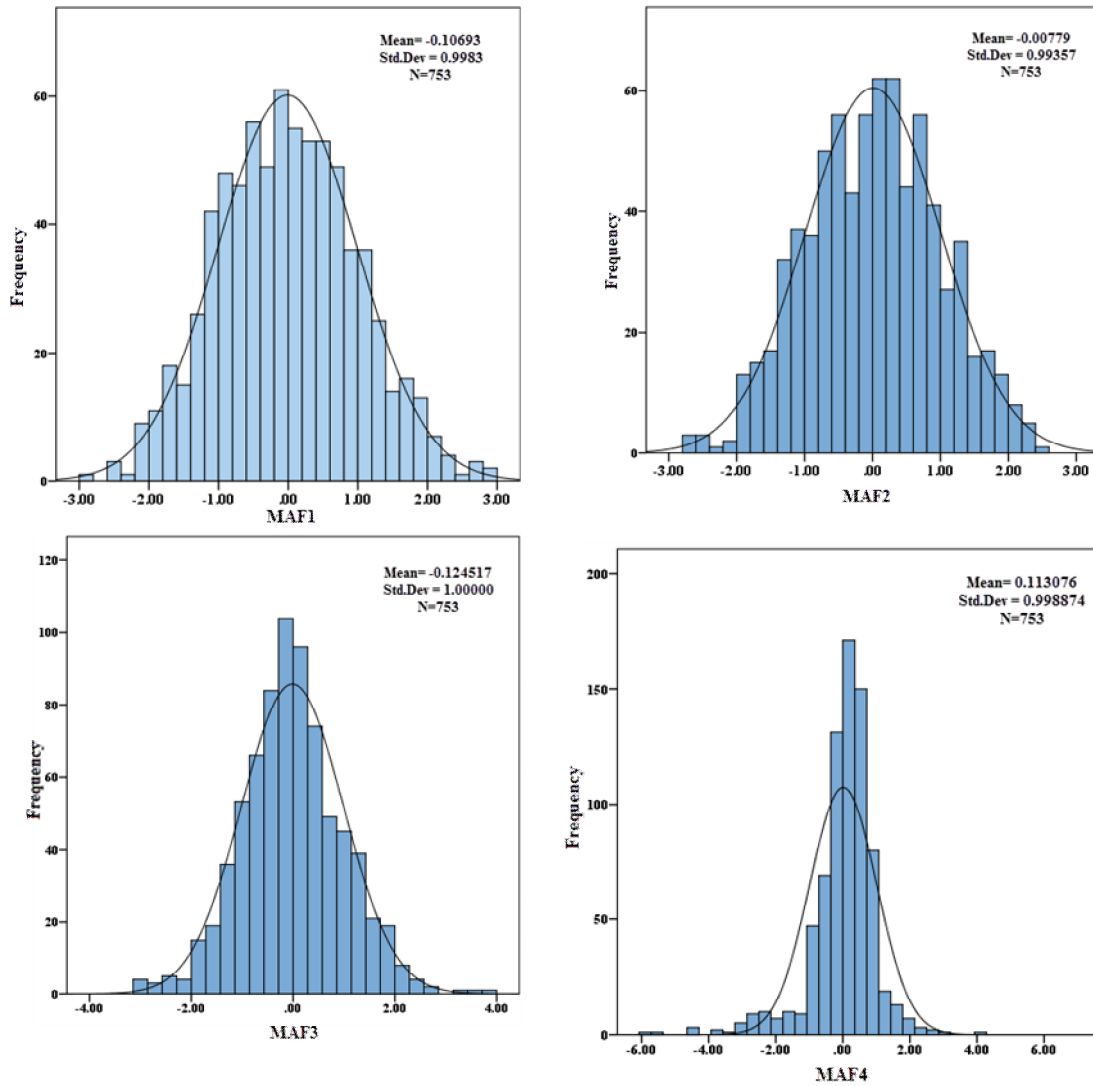 Mean= -0.10693
Std.Dev = 0.9983
N=753
60
40
20
0
Frequency
-3.00 -2.00 -1.00 .00 1.00 2.00 3.00
MAF1
Mean= -0.00779
Std.Dev = 0.99357
N=753
60
40
20
0
Frequency
-3.00 -2.00 -1.00 .00 1.00 2.00 3.00
MAF2
Mean= -0.124517
Std.Dev = 1.00000
N=753
120
100
80
60
40
20
0
Frequency
-4.00 -2.00 .00 2.00 4.00
MAF3
Mean= 0.113076
Std.Dev = 0.998874
N=753
200
150
100
50
0
Frequency
-6.00 -4.00 -2.00 .00 2.00 4.00 6.00
MAF4